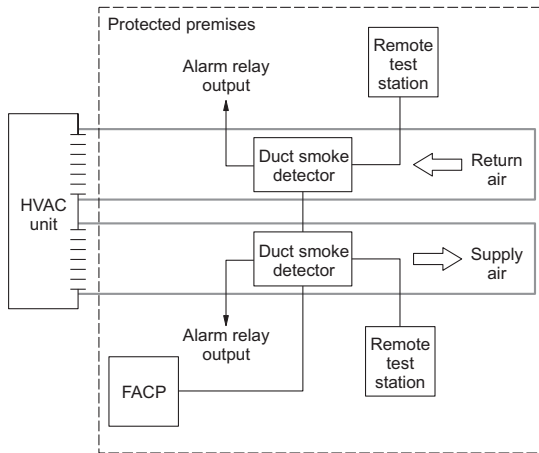 Protected premises
Remote
test
station
Alarm relay
output
Duct smoke
detector
Return
air
HVAC
unit
Duct smoke
detector
Supply
air
Alarm relay
output
Remote
test
station
FACP